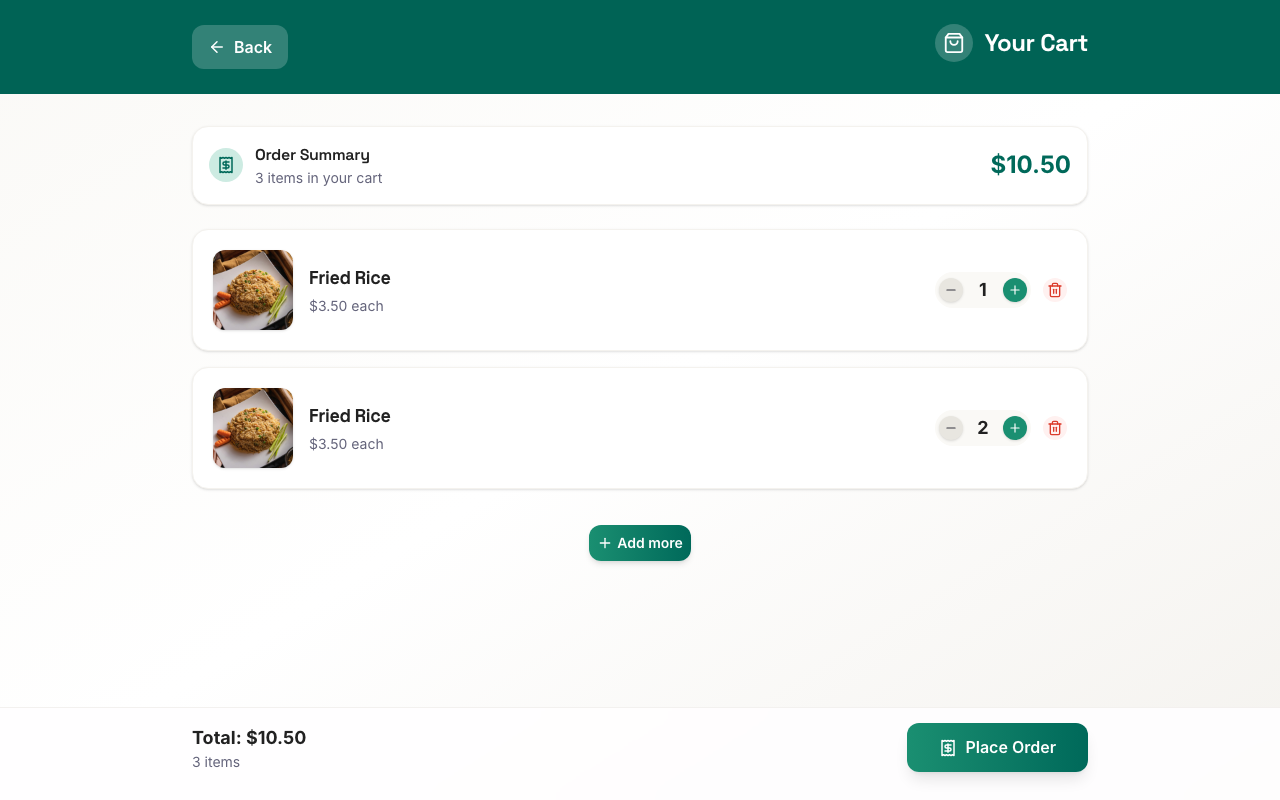 Back
Your Cart
Order Summary
3 items in your cart
$10.50
Fried Rice
$3.50 each
1
Fried Rice
$3.50 each
2
Add more
Total: $10.50
3 items
Place Order